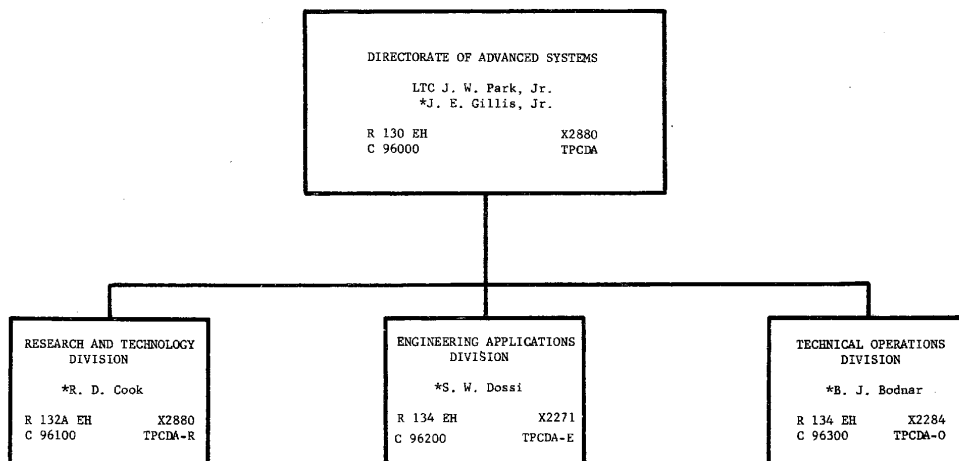 DIRECTORATE OF ADVANCED SYSTEMS
LTC J. W. Park, Jr.
*J. E. Gillis, Jr.
R 130 EH X2880
C 96000 TPCDA
RESEARCH AND TECHNOLOGY
DIVISION
*R. D. Cook
R 132A EH X2880
C 96100 TPCDA-R
ENGINEERING APPLICATIONS
DIVISION
*S. W. Dossi
R 134 EH X2271
C 96200 TPCDA-E
TECHNICAL OPERATIONS
DIVISION
*B. J. Bodnar
R 134 EH X2284
C 96300 TPCDA-O